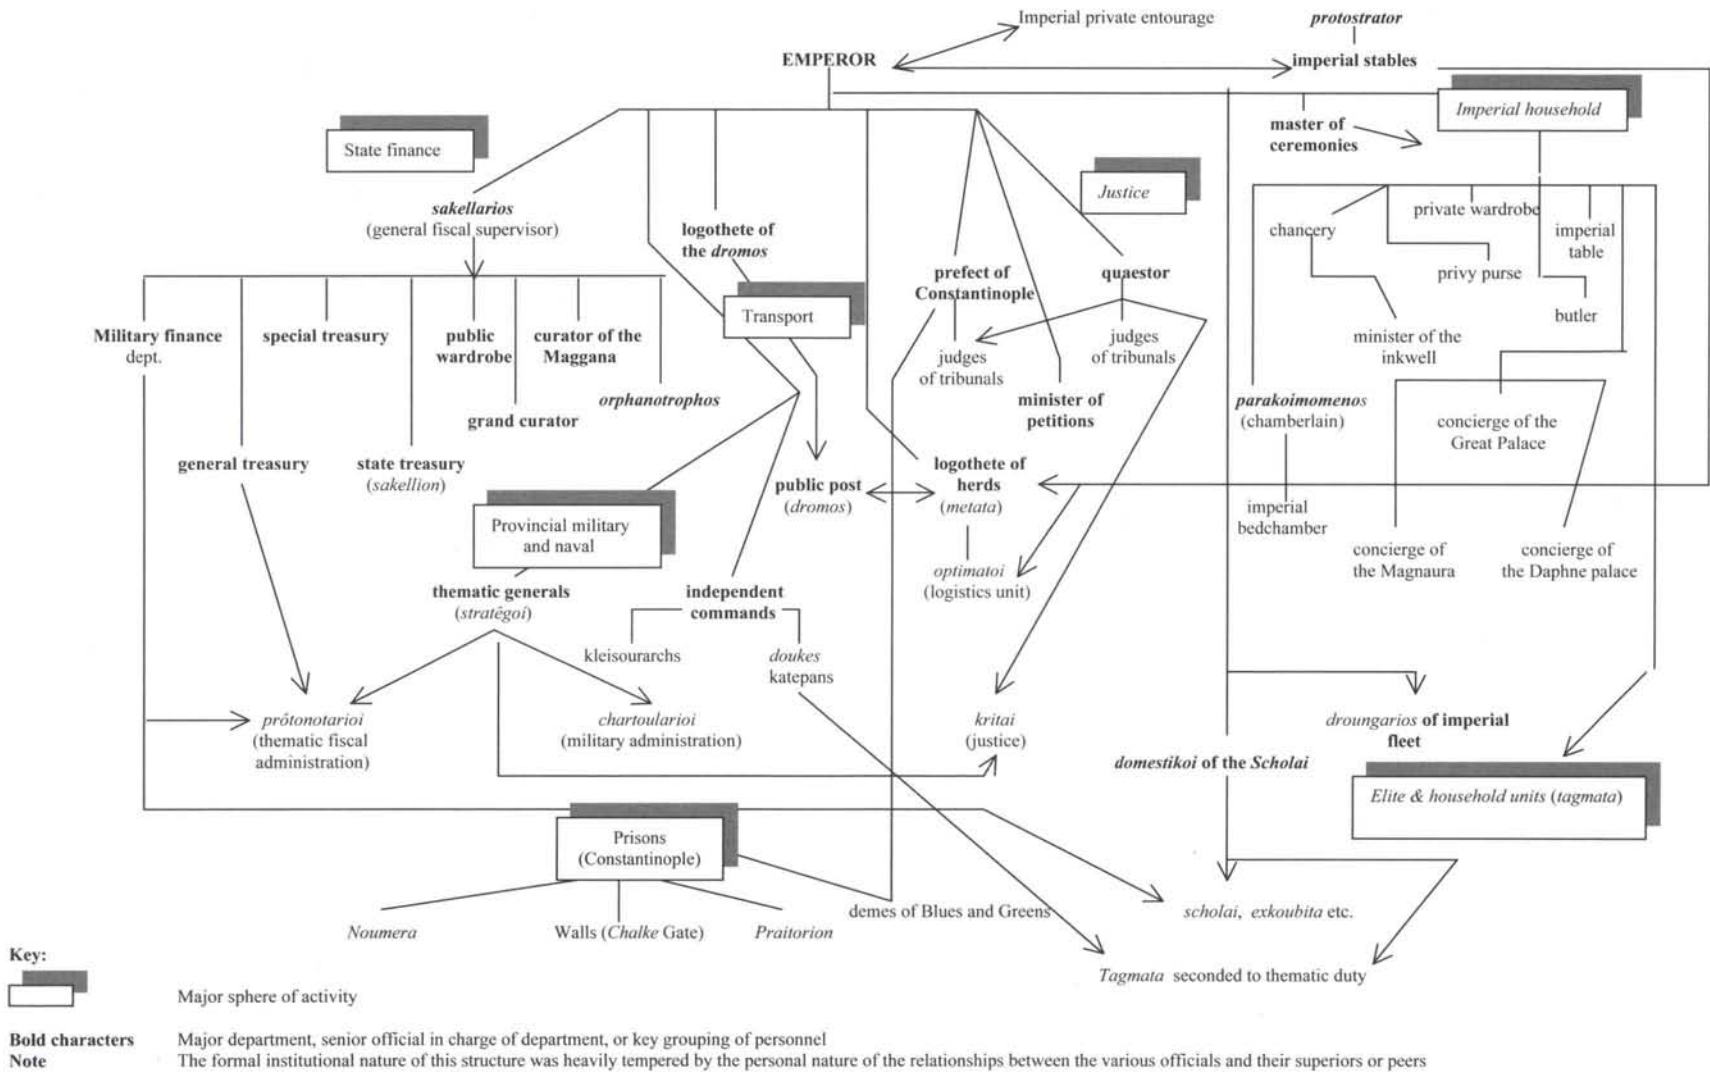 Imperial private entourage
protostrator
EMPEROR
imperial stables
Imperial household
master of
ceremonies
State finance
Justice
sakellarios
(general fiscal supervisor)
logothete of
the dromos
private wardrobe
chancery
imperial
table
prefect of
Constantinople
quaestor
privy purse
Transport
butler
Military finance
dept.
special treasury
public
wardrobe
curator of the
Maggana
judges
of tribunals
judges
of tribunals
minister of the
inkwell
orphanotrophos
minister of
petitions
parakoimomenos
(chamberlain)
grand curator
concierge of the
Great Palace
general treasury
state treasury
(sakellion)
public post
(dromos)
logothete of
herds
(metata)
imperial
bedchamber
Provincial military
and naval
concierge of
the Magnaura
concierge of
the Daphne palace
optimatoi
(logistics unit)
thematic generals
(stratêgoi)
independent
commands
kleisourarchs
doukes
katepans
prôtonotarioi
(thematic fiscal
administration)
chartoularioi
(military administration)
kritai
(justice)
droungarios of imperial
fleet
domestikoi of the Scholai
Elite & household units (tagmata)
Prisons
(Constantinople)
demes of Blues and Greens
scholai, exkoubita etc.
Noumera
Walls (Chalke Gate)
Praitorion
Tagmata seconded to thematic duty
Key:
Major sphere of activity
Bold characters Major department, senior official in charge of department, or key grouping of personnel
Note The formal institutional nature of this structure was heavily tempered by the personal nature of the relationships between the various officials and their superiors or peers